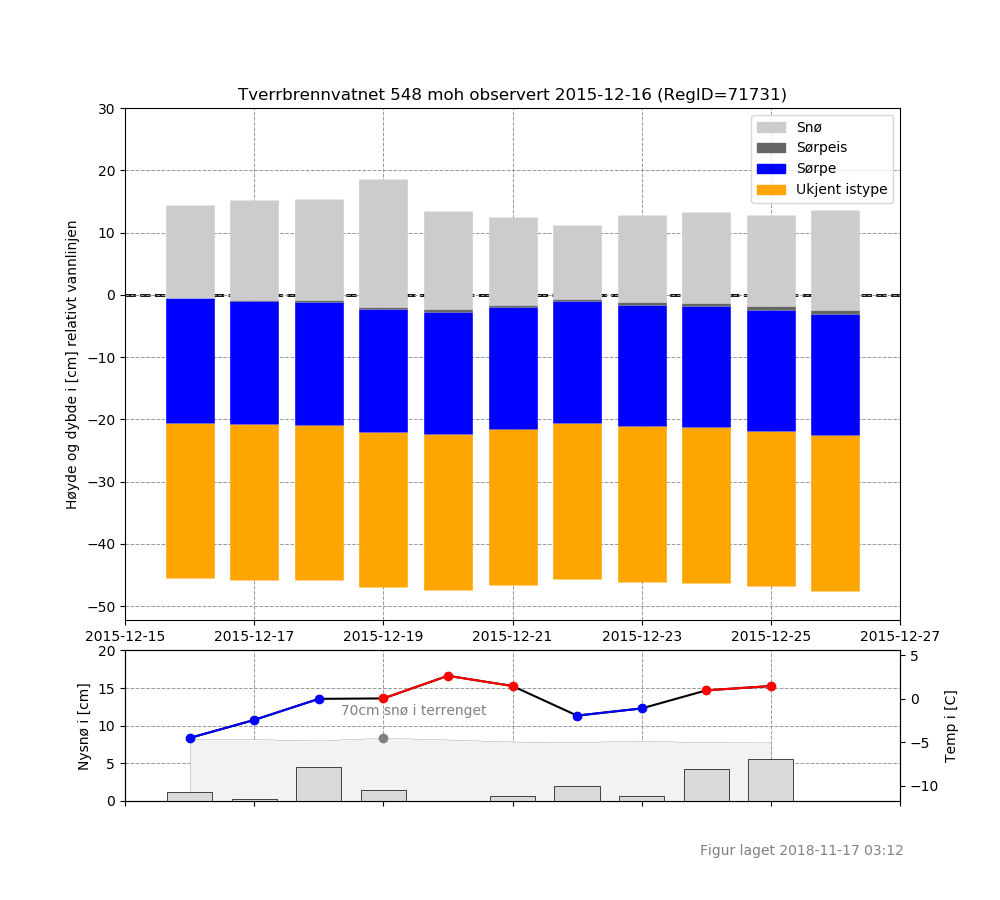 Tverrbrennvatnet 548 moh observert 2015-12-16 (RegID=71731)
Høyde og dybde i [cm] relativt vannlinjen
30
20
10
0
−10
−20
−30
−40
−50
Snø
Sørpeis
Sørpe
Ukjent istype
2015-12-15 2015-12-17 2015-12-19 2015-12-21 2015-12-23 2015-12-25 2015-12-27
Nysnø i [cm]
20
15
10
5
0
70cm snø i terrenget
5
0
−5
−10
Temp i [C]
Figur laget 2018-11-17 03:12